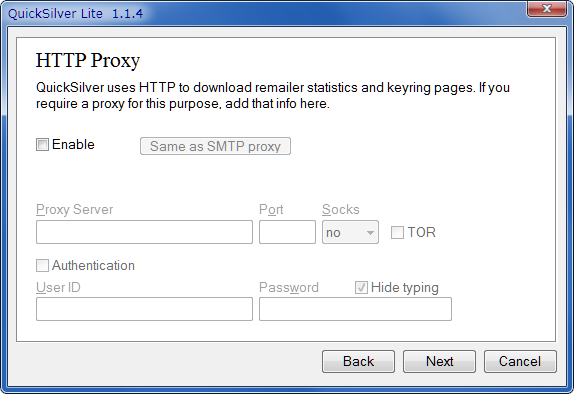 QuickSilver Lite 1.1.4
HTTP Proxy
QuickSilver uses HTTP to download remailer statistics and keyring pages. If you
require a proxy for this purpose, add that info here.
Enable Same as SMTP proxy
Proxy Server Port Socks
no TOR
Authentication
User ID Password Hide typing
Back Next Cancel